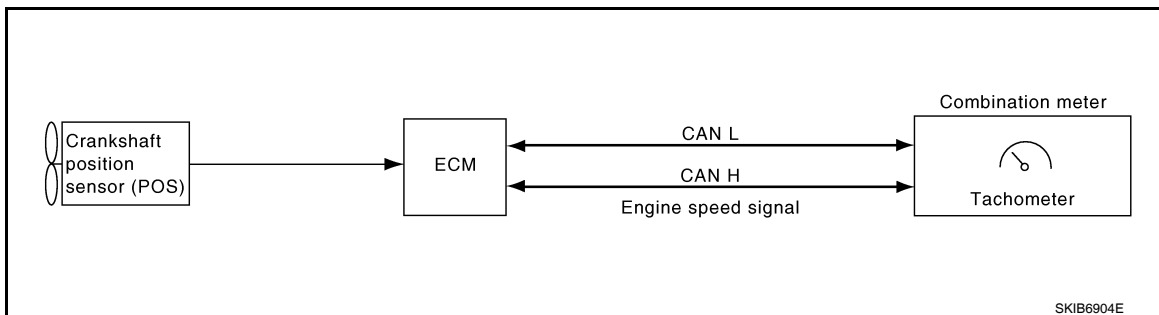 Crankshaft
position
sensor (POS)
ECM
CAN L
CAN H
Engine speed signal
Combination meter
Tachometer
SKIB6904E